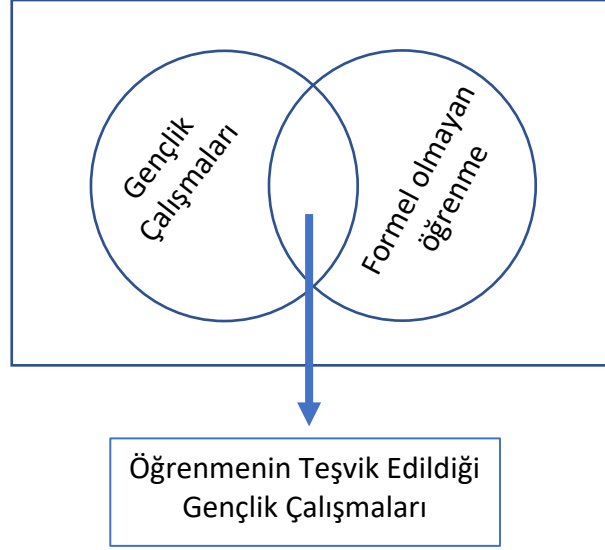 Gençlik
Çalışmaları
Formel olmayan
öğrenme
Öğrenmenin Teşvik Edildiği
Gençlik Çalışmaları